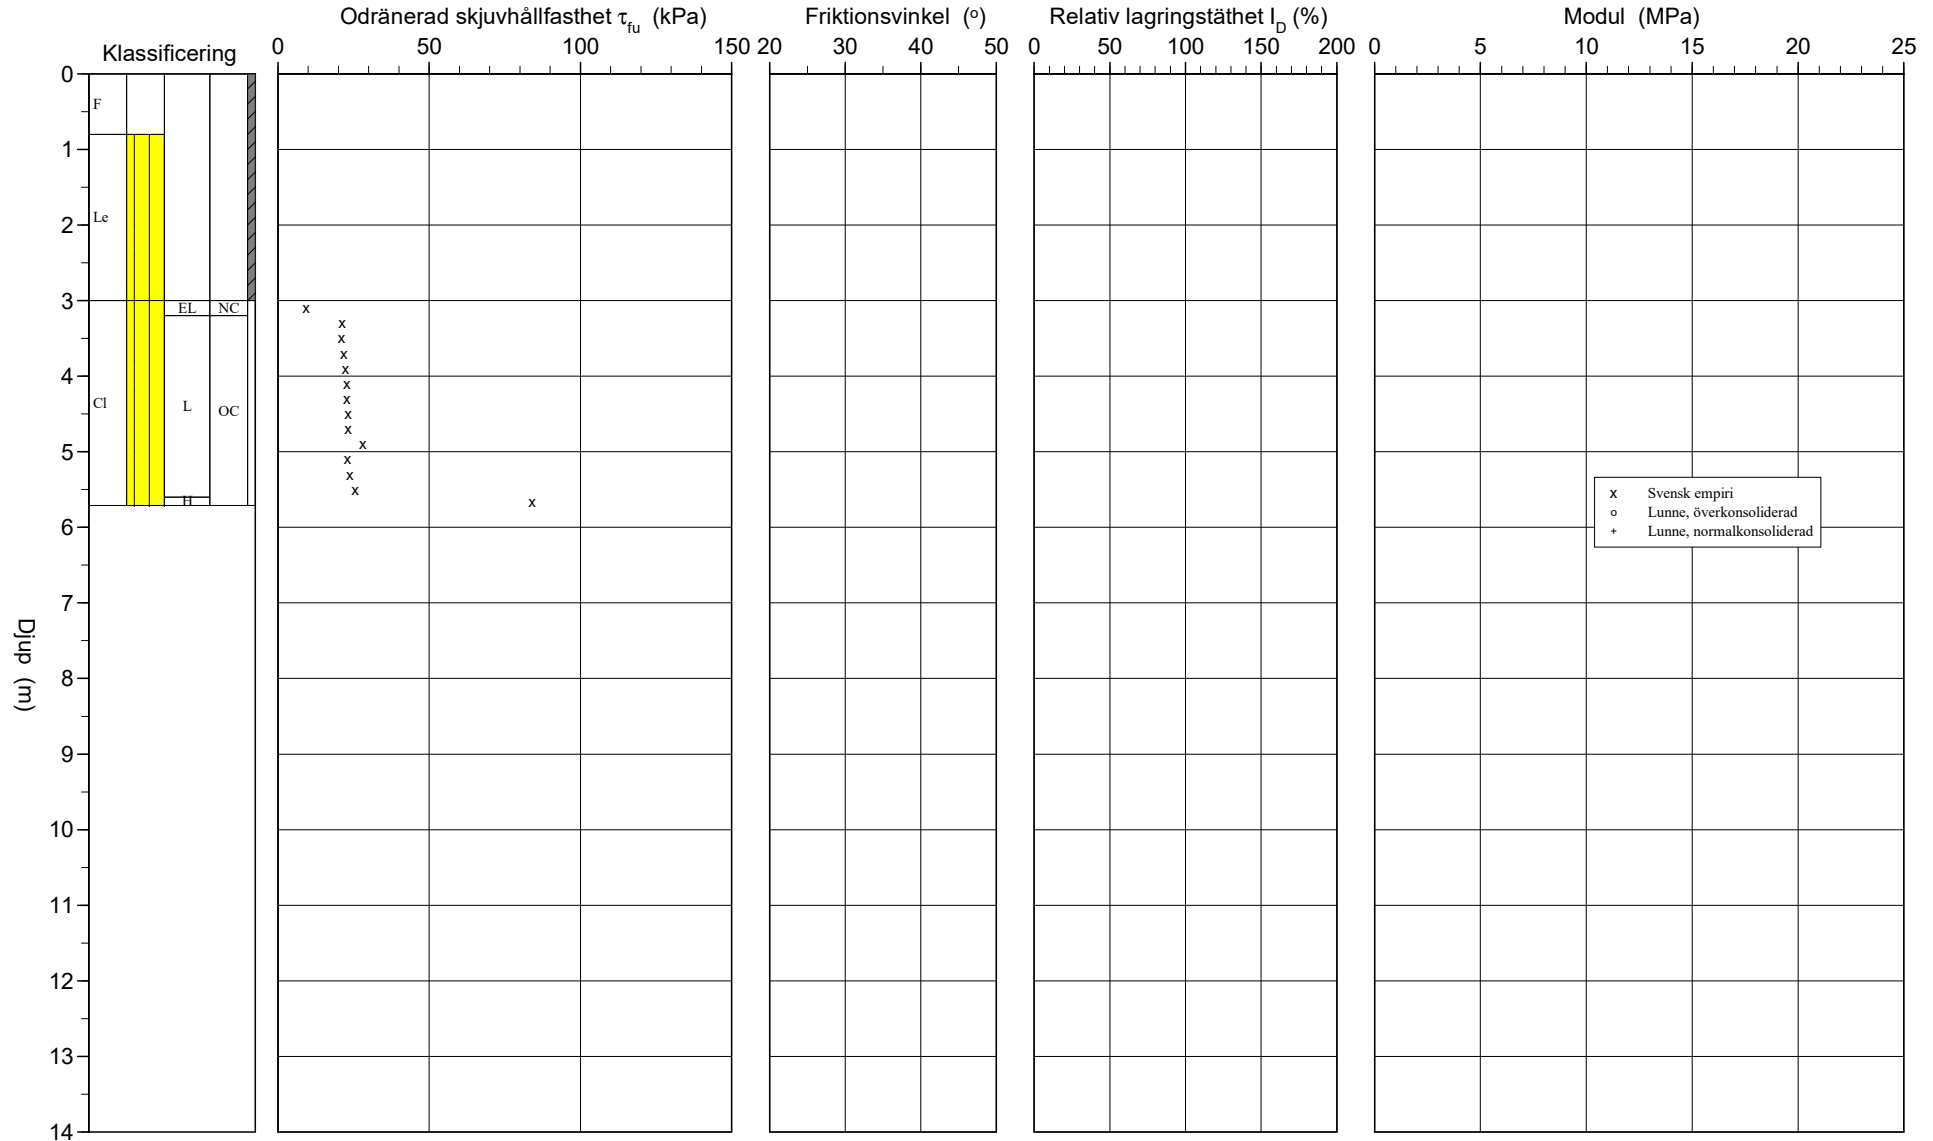 Odränerad skjuvhållfasthet τfu (kPa)
Friktionsvinkel (o)
Relativ lagringstäthet ID (%)
Modul (MPa)
Klassificering
0 50 100 150
20 30 40 50
0 50 100 150 200
0 5 10 15 20 25
0
F
1
Le
2
3
EL NC
4
Cl L OC
5
H
6
7
8
9
10
11
12
13
14
Djup (m)
x Svensk empiri
o Lunne, överkonsoliderad
+ Lunne, normalkonsoliderad